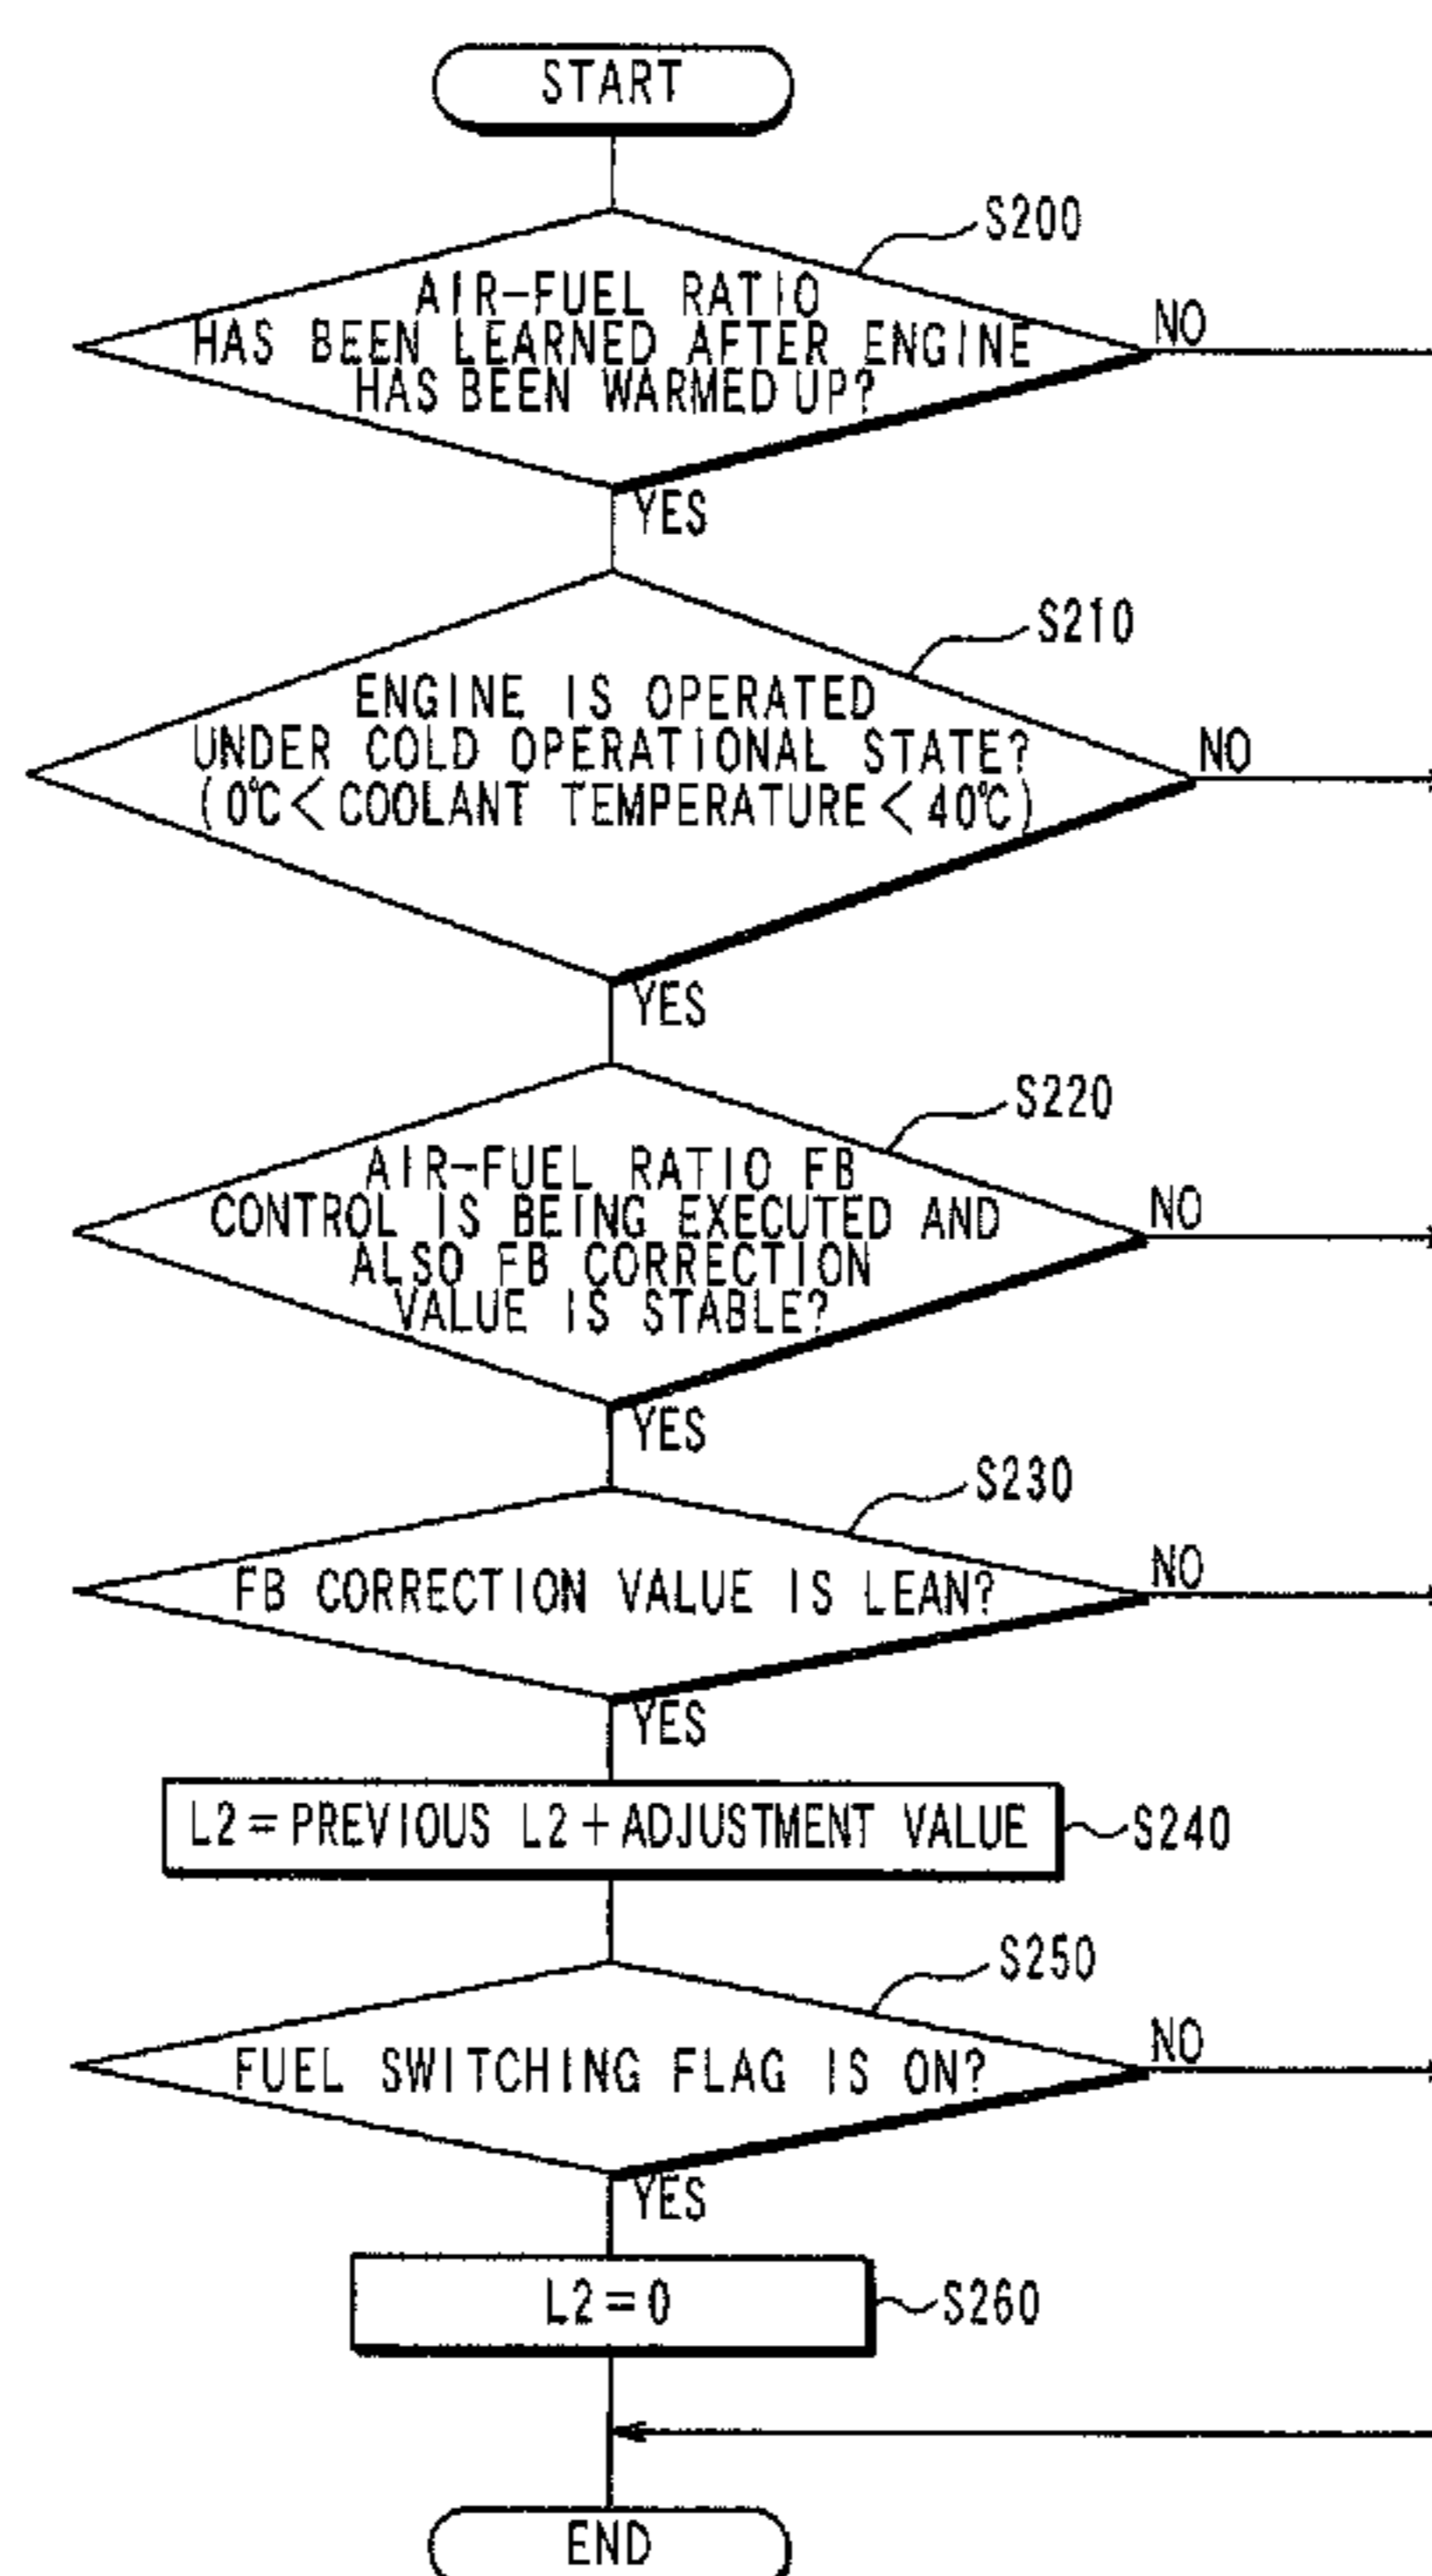 START
S200
AIR-FUEL RATIO
HAS BEEN LEARNED AFTER ENGINE
HAS BEEN WARMED UP?
NO
YES
S210
ENGINE IS OPERATED
UNDER COLD OPERATIONAL STATE?
(0℃<COOLANT TEMPERATURE<40℃)
NO
YES
S220
AIR-FUEL RATIO FB
CONTROL IS BEING EXECUTED AND
ALSO FB CORRECTION
VALUE IS STABLE?
NO
YES
S230
FB CORRECTION VALUE IS LEAN?
NO
YES
L2=PREVIOUS L2+ADJUSTMENT VALUE
S240
S250
FUEL SWITCHING FLAG IS ON?
NO
YES
L2=0
S260
END